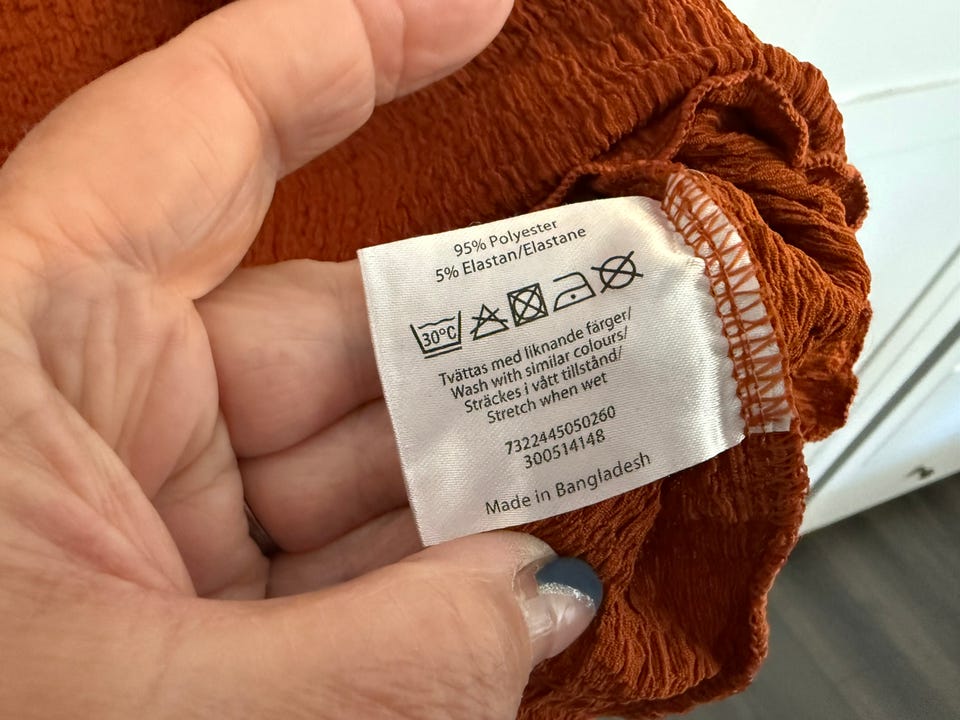 95% Polyester
5% Elastan/Elastane
30°C
Tvättas med liknande färger/
Wash with similar colours/
Sträckes i vått tillstånd/
Stretch when wet
7322445050260
300514148
Made in Bangladesh